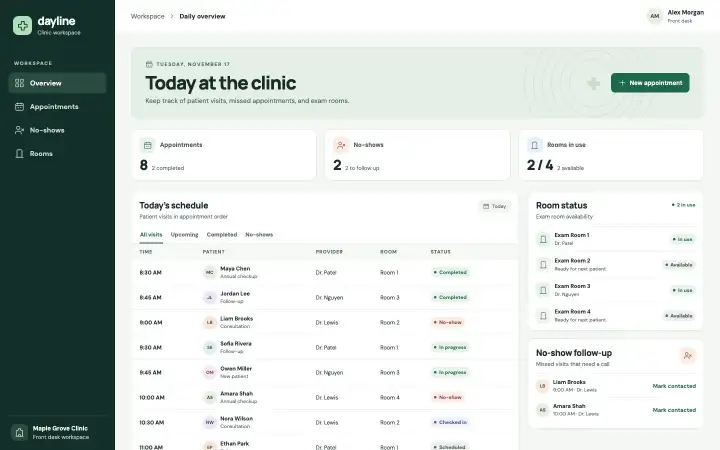 dayline
Clinic workspace
WORKSPACE
Overview
Appointments
No-shows
Rooms
Maple Grove Clinic
Front desk workspace
Workspace > Daily overview
AM
Alex Morgan
Front desk
TUESDAY, NOVEMBER 17
Today at the clinic
Keep track of patient visits, missed appointments, and exam rooms.
+ New appointment
Appointments
8 2 completed
No-shows
2 2 to follow up
Rooms in use
2 / 4 2 available
Today's schedule
Patient visits in appointment order
Today
All visits Upcoming Completed No-shows
TIME PATIENT PROVIDER ROOM STATUS
8:30 AM MC Maya Chen Dr. Patel Room 1 Completed
Annual checkup
8:45 AM JL Jordan Lee Dr. Nguyen Room 3 Completed
Follow-up
9:00 AM LB Liam Brooks Dr. Lewis Room 2 No-show
Consultation
9:30 AM SR Sofia Rivera Dr. Patel Room 1 In progress
Follow-up
9:45 AM OM Owen Miller Dr. Nguyen Room 3 In progress
New patient
10:00 AM AS Amara Shah Dr. Lewis Room 4 No-show
Annual checkup
10:30 AM NW Nora Wilson Dr. Lewis Room 2 Checked in
Consultation
11:00 AM EP Ethan Park Dr. Patel Room 1 Scheduled
Room status
Exam room availability
2 in use
Exam Room 1
Dr. Patel
In use
Exam Room 2
Ready for next patient
Available
Exam Room 3
Dr. Nguyen
In use
Exam Room 4
Ready for next patient
Available
No-show follow-up
Missed visits that need a call
LB Liam Brooks
9:00 AM · Dr. Lewis
Mark contacted
AS Amara Shah
10:00 AM · Dr. Lewis
Mark contacted